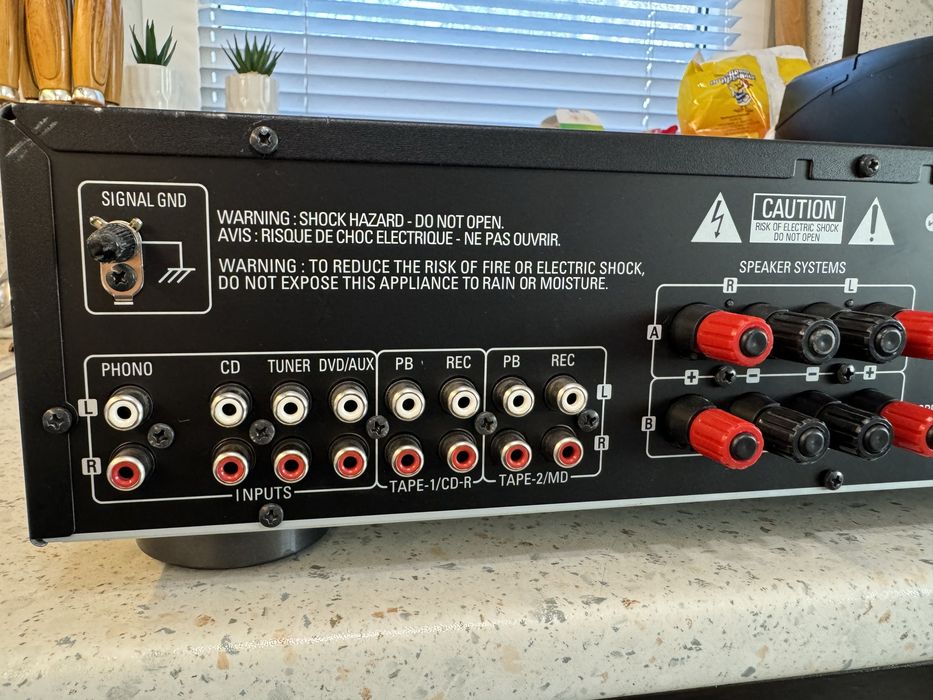 SIGNAL GND
WARNING : SHOCK HAZARD - DO NOT OPEN.
AVIS : RISQUE DE CHOC ELECTRIQUE - NE PAS OUVRIR.
WARNING : TO REDUCE THE RISK OF FIRE OR ELECTRIC SHOCK,
DO NOT EXPOSE THIS APPLIANCE TO RAIN OR MOISTURE.
CAUTION
RISK OF ELECTRIC SHOCK
DO NOT OPEN
SPEAKER SYSTEMS
R L
A
+ - - +
B
PHONO CD TUNER DVD/AUX PB REC PB REC
L L
R R
INPUTS TAPE-1/CD-R TAPE-2/MD